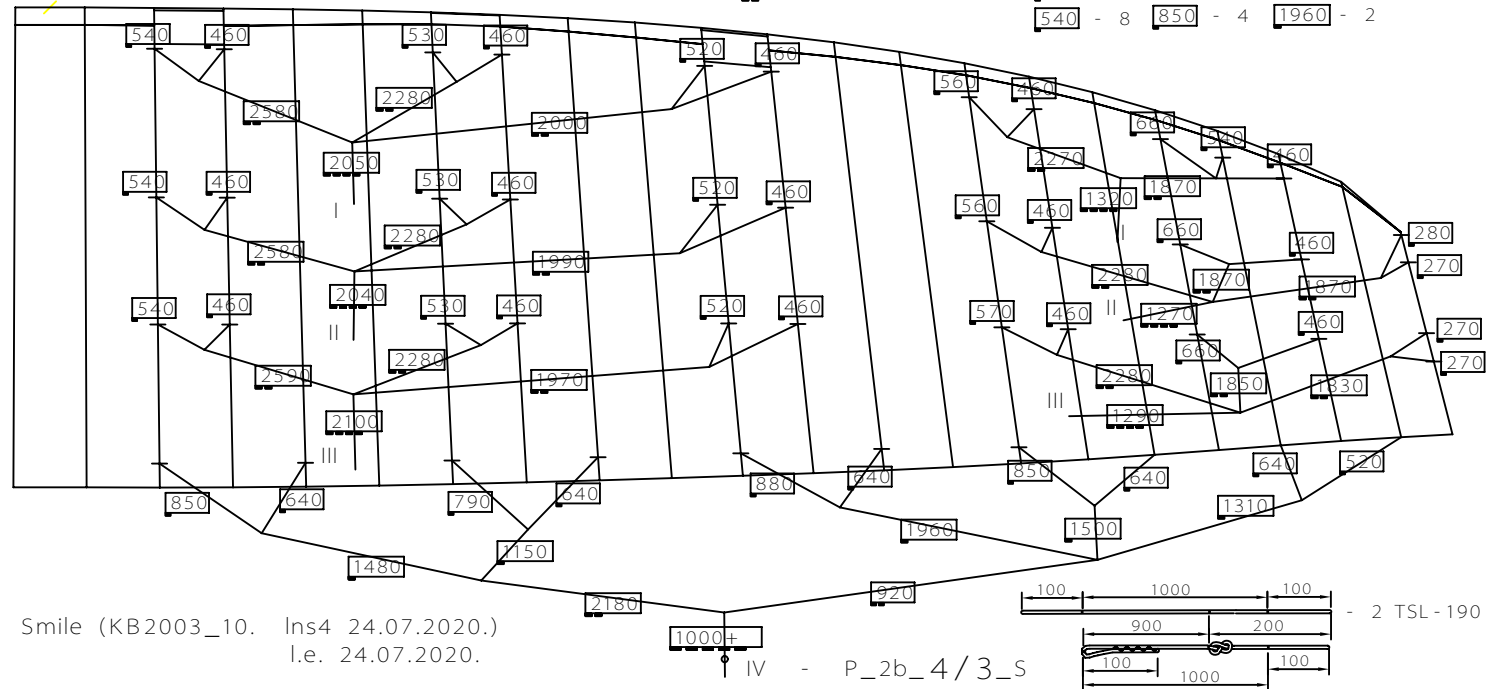 540 - 8 850 - 4 1960 - 2
540 460 530 460 520 460 560 460 660 540 460
2580 2280 2000 2270 1870
2050 1320
I I
540 460 530 460 520 460 560 460 660 460 280
2580 2280 1990 2280 1870 1870 270
2040 1270
II II
540 460 530 460 520 460 570 460 660 460 270
2590 2280 1970 2280 1850 1830 270
2100 1290
III III
850 640 790 640 880 640 850 640 640 520
1480 1150 1960 1500 1310
2180 920
1000+
IV - P_2b_4/3_S
Smile (KB2003_10. lns4 24.07.2020.)
l.e. 24.07.2020.
100 1000 100
- 2 TSL-190
900 200
100 100
1000